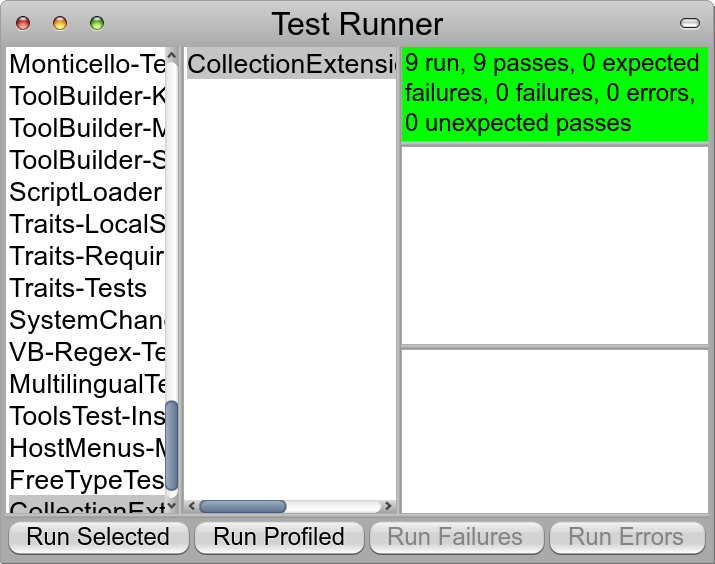 Test Runner
Monticello-Te
ToolBuilder-K
ToolBuilder-M
ToolBuilder-S
ScriptLoader
Traits-LocalS
Traits-Requir
Traits-Tests
SystemChan
VB-Regex-Te
MultilingualTe
ToolsTest-Ins
HostMenus-M
FreeTypeTes
CollectionExt
CollectionExtensi
9 run, 9 passes, 0 expected
failures, 0 failures, 0 errors,
0 unexpected passes
Run Selected
Run Profiled
Run Failures
Run Errors